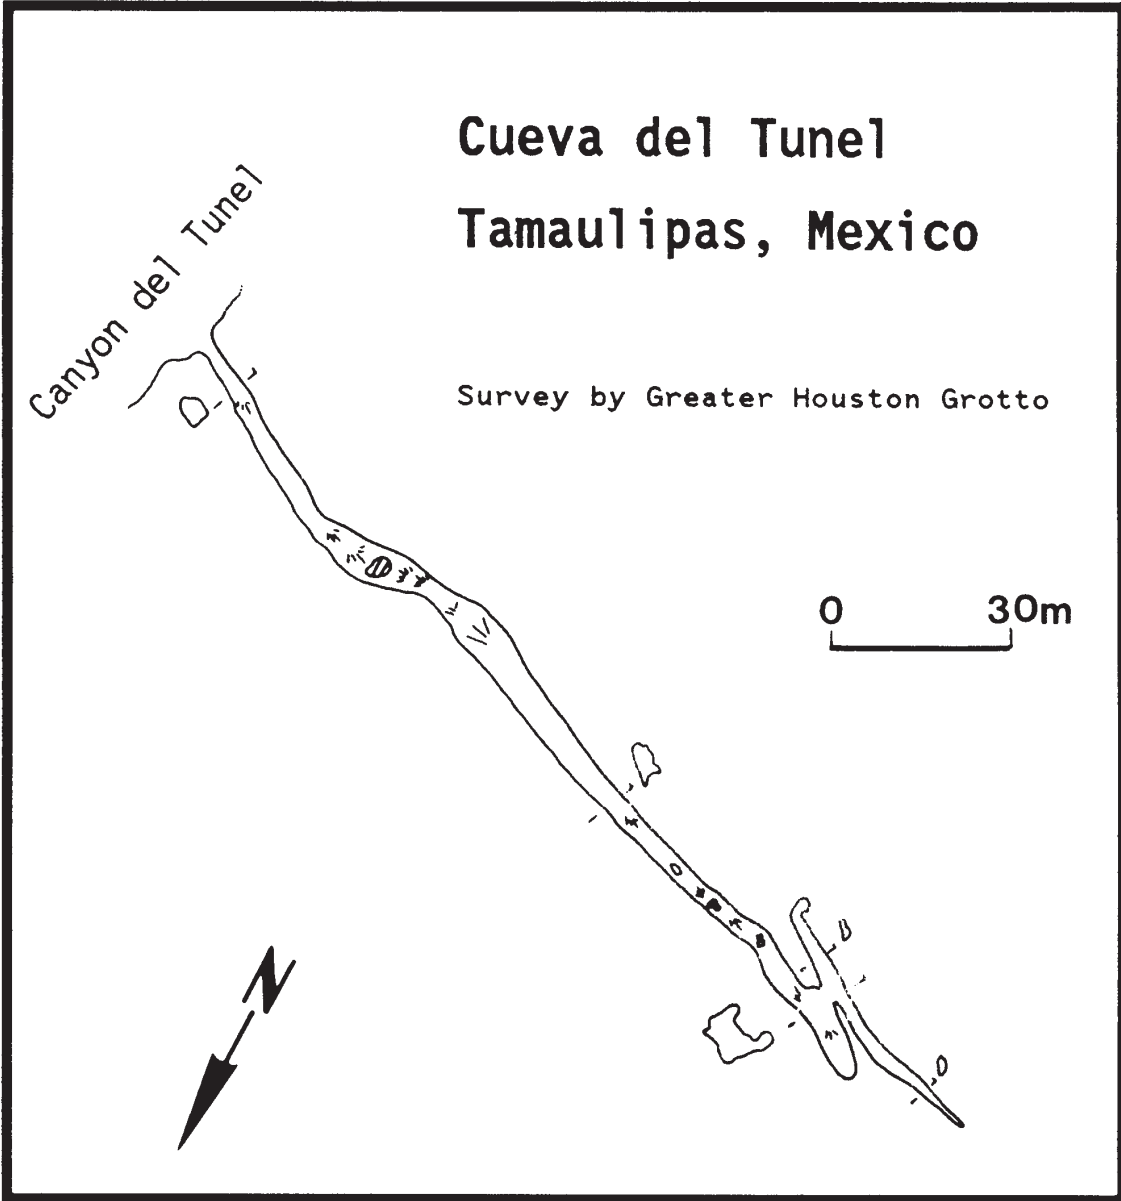 Cueva del Tunel
Tamaulipas, Mexico
Canyon del Tunel
Survey by Greater Houston Grotto
0 30m
N